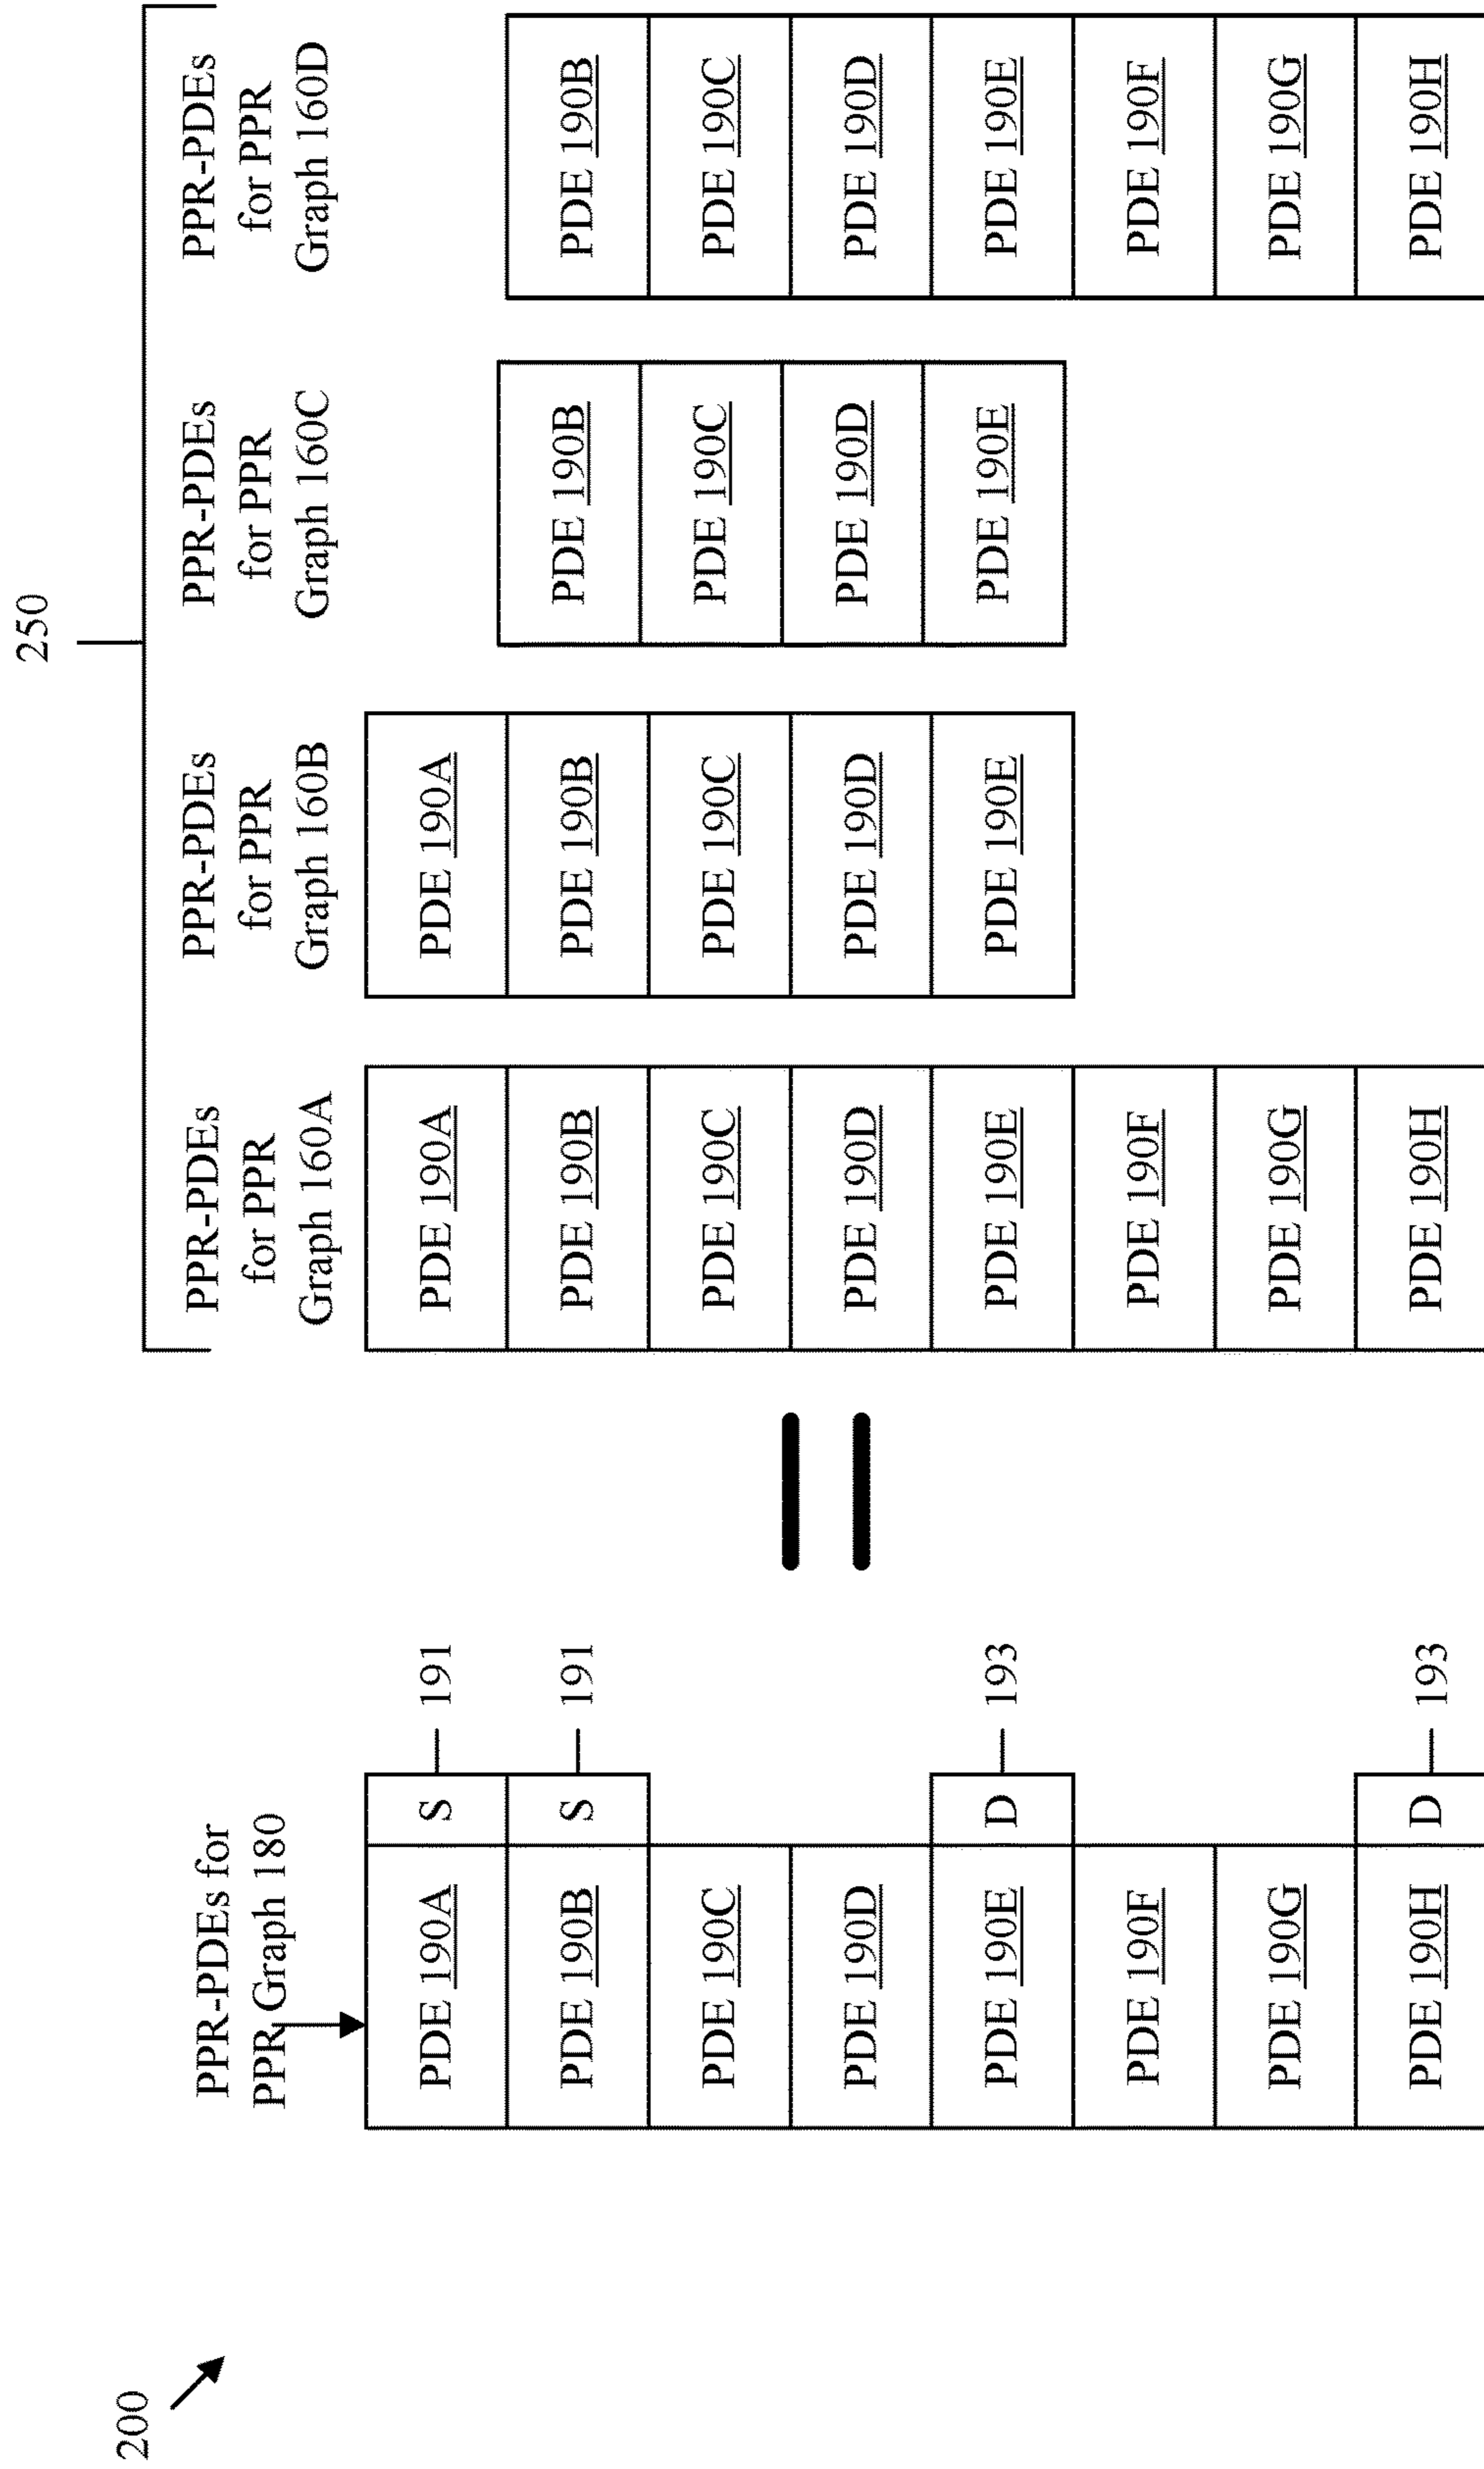 200
PPR-PDEs for
PPR Graph 180
PDE 190A
S
191
PDE 190B
S
191
PDE 190C
PDE 190D
PDE 190E
D
193
PDE 190F
PDE 190G
PDE 190H
D
193
250
PPR-PDEs
for PPR
Graph 160A
PDE 190A
PDE 190B
PDE 190C
PDE 190D
PDE 190E
PDE 190F
PDE 190G
PDE 190H
PPR-PDEs
for PPR
Graph 160B
PDE 190A
PDE 190B
PDE 190C
PDE 190D
PDE 190E
PPR-PDEs
for PPR
Graph 160C
PDE 190B
PDE 190C
PDE 190D
PDE 190E
PPR-PDEs
for PPR
Graph 160D
PDE 190B
PDE 190C
PDE 190D
PDE 190E
PDE 190F
PDE 190G
PDE 190H